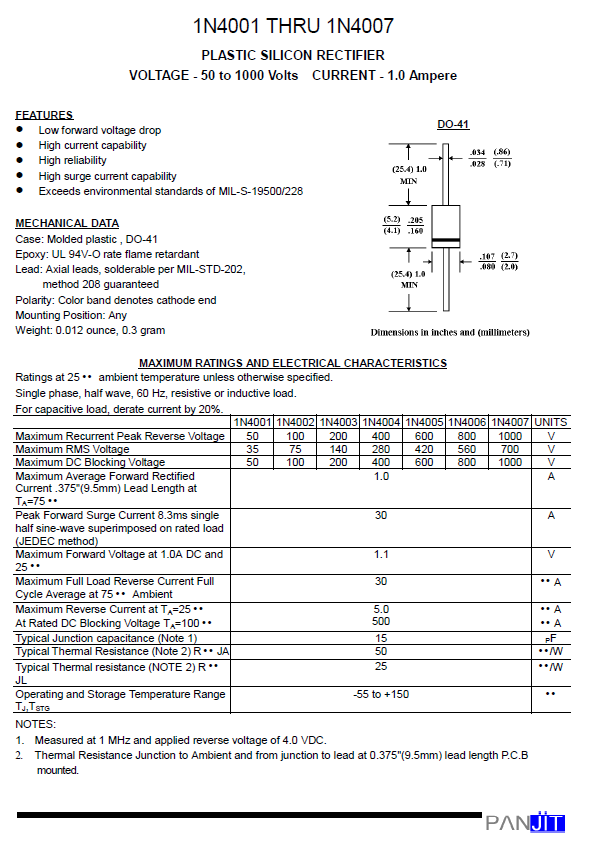 1N4001 THRU 1N4007
PLASTIC SILICON RECTIFIER
VOLTAGE - 50 to 1000 Volts CURRENT - 1.0 Ampere
FEATURES
● Low forward voltage drop
● High current capability
● High reliability
● High surge current capability
● Exceeds environmental standards of MIL-S-19500/228
MECHANICAL DATA
Case: Molded plastic , DO-41
Epoxy: UL 94V-O rate flame retardant
Lead: Axial leads, solderable per MIL-STD-202,
method 208 guaranteed
Polarity: Color band denotes cathode end
Mounting Position: Any
Weight: 0.012 ounce, 0.3 gram
DO-41
.034 (.86)
.028 (.71)
(25.4) 1.0
MIN
(5.2) .205
(4.1) .160
.107 (2.7)
.080 (2.0)
(25.4) 1.0
MIN
Dimensions in inches and (millimeters)
MAXIMUM RATINGS AND ELECTRICAL CHARACTERISTICS
Ratings at 25 •• ambient temperature unless otherwise specified.
Single phase, half wave, 60 Hz, resistive or inductive load.
For capacitive load, derate current by 20%.
1N4001 1N4002 1N4003 1N4004 1N4005 1N4006 1N4007 UNITS
Maximum Recurrent Peak Reverse Voltage 50 100 200 400 600 800 1000 V
Maximum RMS Voltage 35 75 140 280 420 560 700 V
Maximum DC Blocking Voltage 50 100 200 400 600 800 1000 V
Maximum Average Forward Rectified 1.0 A
Current .375"(9.5mm) Lead Length at
TA=75 ••
Peak Forward Surge Current 8.3ms single 30 A
half sine-wave superimposed on rated load
(JEDEC method)
Maximum Forward Voltage at 1.0A DC and 1.1 V
25 ••
Maximum Full Load Reverse Current Full 30 •• A
Cycle Average at 75 •• Ambient
Maximum Reverse Current at TA=25 •• 5.0 •• A
At Rated DC Blocking Voltage TA=100 •• 500 •• A
Typical Junction capacitance (Note 1) 15 PF
Typical Thermal Resistance (Note 2) R •• JA 50 ••/W
Typical Thermal resistance (NOTE 2) R •• 25 ••/W
JL
Operating and Storage Temperature Range -55 to +150 ••
TJ,TSTG
NOTES:
1. Measured at 1 MHz and applied reverse voltage of 4.0 VDC.
2. Thermal Resistance Junction to Ambient and from junction to lead at 0.375"(9.5mm) lead length P.C.B
mounted.
PANJIT